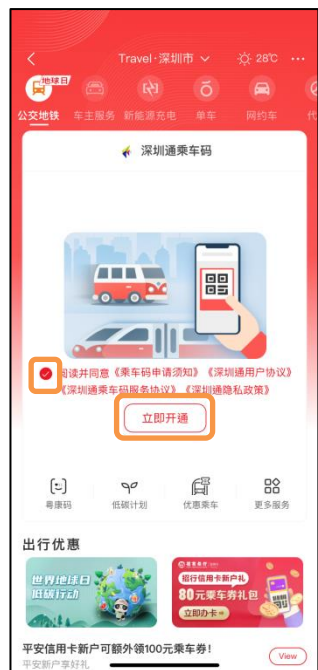 Travel·深圳市 28℃ ...
地球日
公交地铁 车主服务 新能源充电 单车 网约车 代
深圳通乘车码
阅读并同意《乘车码申请须知》《深圳通用户协议》
《深圳通乘车码服务协议》《深圳通隐私政策》
立即开通
粤康码 低碳计划 优惠乘车 更多服务
出行优惠
世界地球日
低碳行动
招商银行
招行信用卡新户礼
80元乘车券礼包
立即办卡
平安信用卡新户可额外领100元乘车券!
平安新户享好礼
View